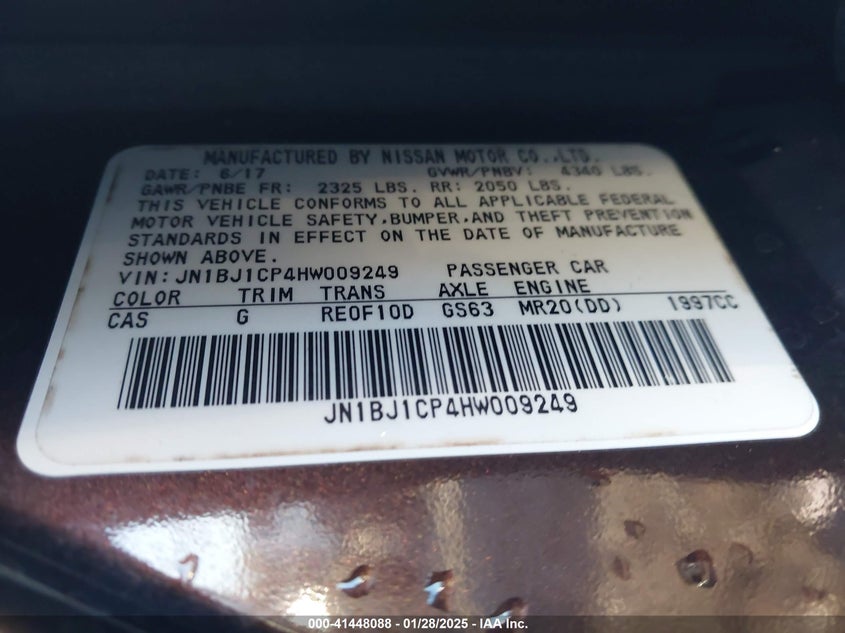 MANUFACTURED BY NISSAN MOTOR CO.,LTD.
DATE: 6/17 GVWR/PNBV: 4340 LBS.
GAWR/PNBE FR: 2325 LBS. RR: 2050 LBS.
THIS VEHICLE CONFORMS TO ALL APPLICABLE FEDERAL
MOTOR VEHICLE SAFETY,BUMPER,AND THEFT PREVENTION
STANDARDS IN EFFECT ON THE DATE OF MANUFACTURE
SHOWN ABOVE.
VIN:JN1BJ1CP4HW009249 PASSENGER CAR
COLOR TRIM TRANS AXLE ENGINE
CAS G RE0F10D GS63 MR20(DD) 1997CC
JN1BJ1CP4HW009249
000-41448088 - 01/28/2025 - IAA Inc.